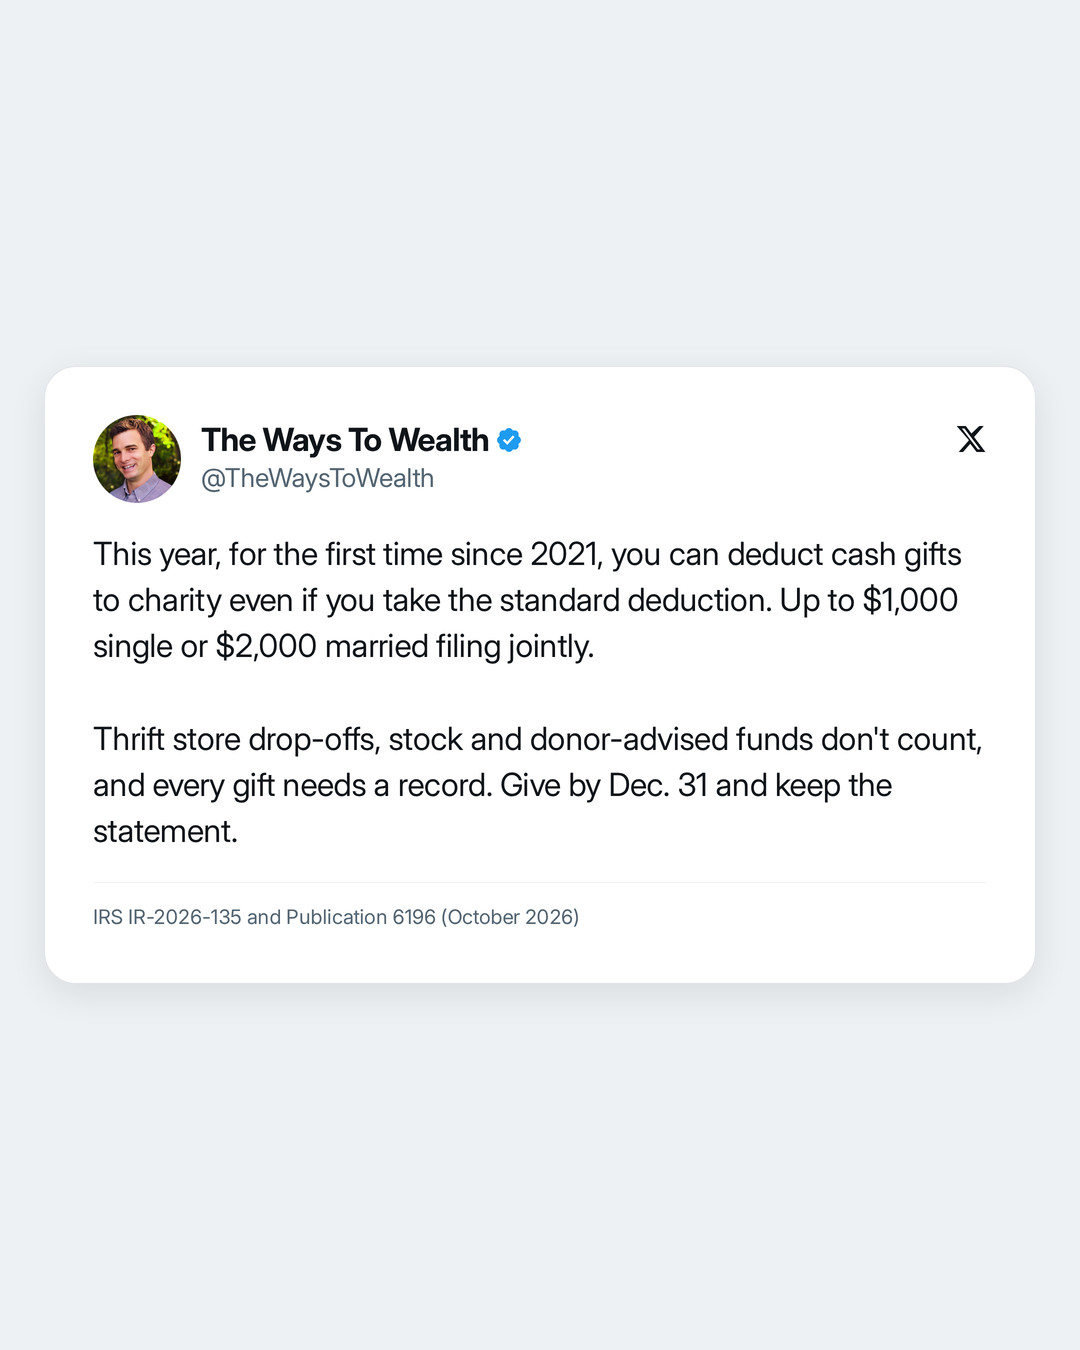 The Ways To Wealth
@TheWaysToWealth
This year, for the first time since 2021, you can deduct cash gifts
to charity even if you take the standard deduction. Up to $1,000
single or $2,000 married filing jointly.
Thrift store drop-offs, stock and donor-advised funds don't count,
and every gift needs a record. Give by Dec. 31 and keep the
statement.
IRS IR-2026-135 and Publication 6196 (October 2026)